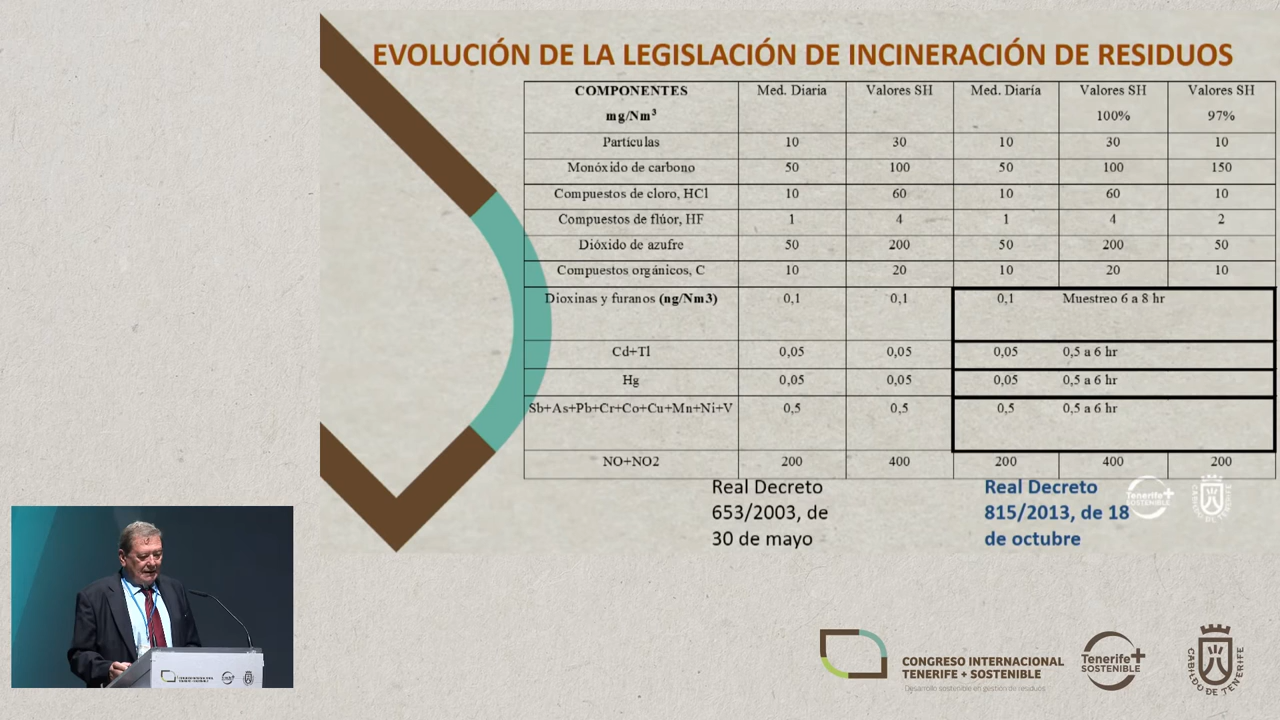 EVOLUCIÓN DE LA LEGISLACIÓN DE INCINERACIÓN DE RESIDUOS
COMPONENTES mg/Nm³ Med. Diaria Valores SH Med. Diaría Valores SH 100% Valores SH 97%
Partículas 10 30 10 30 10
Monóxido de carbono 50 100 50 100 150
Compuestos de cloro, HCl 10 60 10 60 10
Compuestos de flúor, HF 1 4 1 4 2
Dióxido de azufre 50 200 50 200 50
Compuestos orgánicos, C 10 20 10 20 10
Dioxinas y furanos (ng/Nm3) 0,1 0,1 0,1 Muestreo 6 a 8 hr
Cd+Tl 0,05 0,05 0,05 0,5 a 6 hr
Hg 0,05 0,05 0,05 0,5 a 6 hr
Sb+As+Pb+Cr+Co+Cu+Mn+Ni+V 0,5 0,5 0,5 0,5 a 6 hr
NO+NO2 200 400 200 400 200
Real Decreto
653/2003, de
30 de mayo
Real Decreto
815/2013, de 18
de octubre
Tenerife+
SOSTENIBLE
CABILDO DE TENERIFE
CONGRESO INTERNACIONAL
TENERIFE + SOSTENIBLE
Desarrollo sostenible en gestión de residuos
Tenerife+
SOSTENIBLE
CABILDO DE TENERIFE